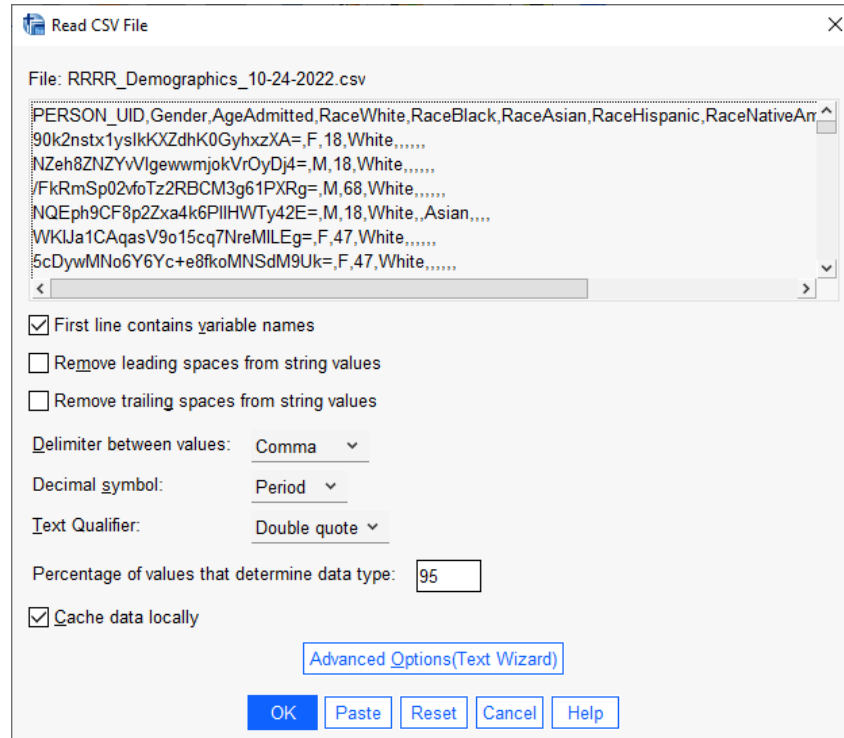 Read CSV File
File: RRRR_Demographics_10-24-2022.csv
PERSON_UID,Gender,AgeAdmitted,RaceWhite,RaceBlack,RaceAsian,RaceHispanic,RaceNativeAm
90k2nstx1yslkKXZdhK0GyhxzXA=,F,18,White,,,,,,
NZeh8ZNZYvVlgewwmjokVrOyDj4=,M,18,White,,,,,,
/FkRmSp02vfoTz2RBCM3g61PXRg=,M,68,White,,,,,,
NQEph9CF8p2Zxa4k6PlIHWTy42E=,M,18,White,,Asian,,,,
WKlJa1CAqasV9o15cq7NreMlLEg=,F,47,White,,,,,,
5cDywMNo6Y6Yc+e8fkoMNSdM9Uk=,F,47,White,,,,,,
First line contains variable names
Remove leading spaces from string values
Remove trailing spaces from string values
Delimiter between values: Comma
Decimal symbol: Period
Text Qualifier: Double quote
Percentage of values that determine data type: 95
Cache data locally
Advanced Options(Text Wizard)
OK Paste Reset Cancel Help